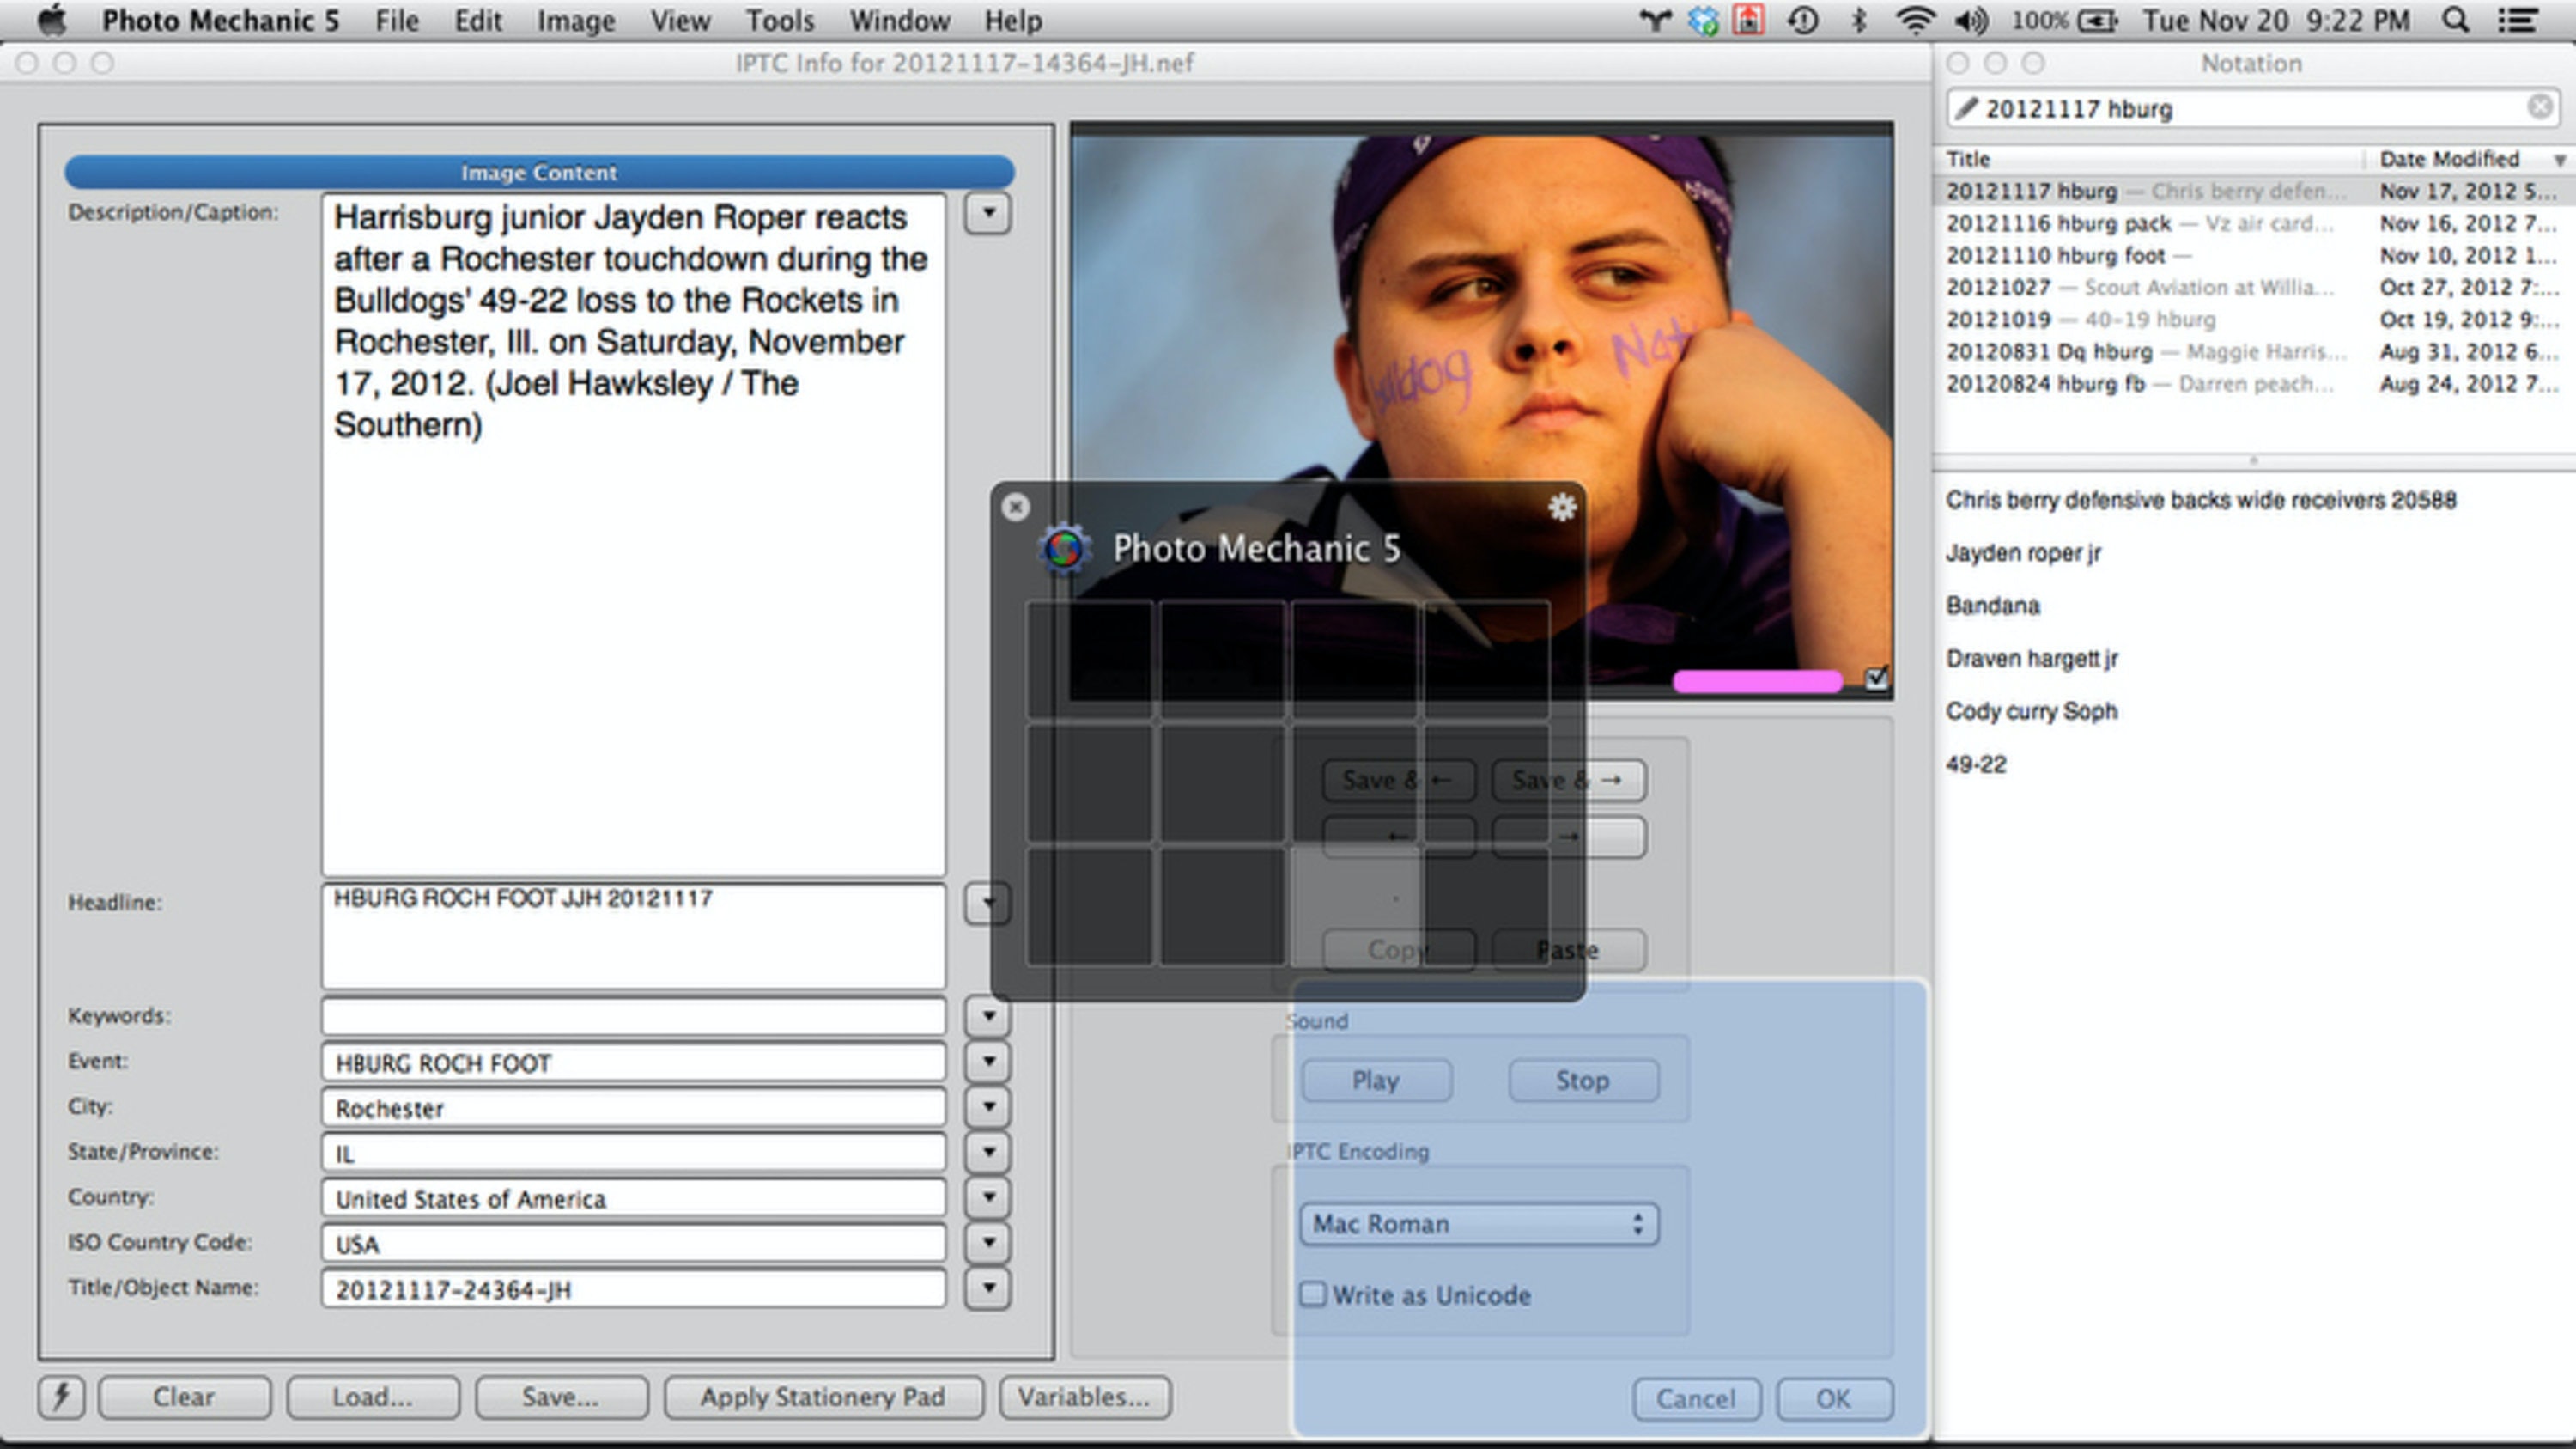 Photo Mechanic 5 File Edit Image View Tools Window Help 100% Tue Nov 20 9:22 PM
IPTC Info for 20121117-14364-JH.nef
Image Content
Description/Caption:
Harrisburg junior Jayden Roper reacts
after a Rochester touchdown during the
Bulldogs' 49-22 loss to the Rockets in
Rochester, Ill. on Saturday, November
17, 2012. (Joel Hawksley / The
Southern)
Headline: HBURG ROCH FOOT JJH 20121117
Keywords:
Event: HBURG ROCH FOOT
City: Rochester
State/Province: IL
Country: United States of America
ISO Country Code: USA
Title/Object Name: 20121117-24364-JH
Clear Load... Save... Apply Stationery Pad Variables...
Nat
Photo Mechanic 5
Save & ← Save & →
← →
Copy Paste
Sound
Play Stop
IPTC Encoding
Mac Roman
Write as Unicode
Cancel OK
Notation
20121117 hburg
Title Date Modified
20121117 hburg — Chris berry defen... Nov 17, 2012 5...
20121116 hburg pack — Vz air card... Nov 16, 2012 7...
20121110 hburg foot — Nov 10, 2012 1...
20121027 — Scout Aviation at Willia... Oct 27, 2012 7:...
20121019 — 40-19 hburg Oct 19, 2012 9:...
20120831 Dq hburg — Maggie Harris... Aug 31, 2012 6...
20120824 hburg fb — Darren peach... Aug 24, 2012 7...
Chris berry defensive backs wide receivers 20588
Jayden roper jr
Bandana
Draven hargett jr
Cody curry Soph
49-22